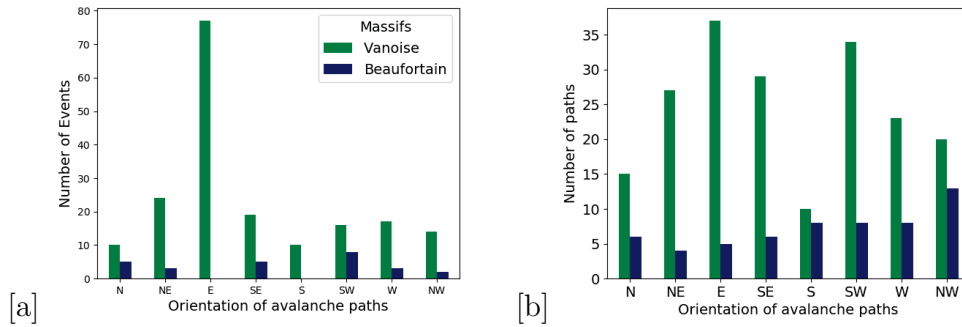 80
70
60
50
40
30
20
10
0
Number of Events
Massifs
Vanoise
Beaufortain
N NE E SE S SW W NW
Orientation of avalanche paths
[a]
35
30
25
20
15
10
5
0
Number of paths
N NE E SE S SW W NW
Orientation of avalanche paths
[b]